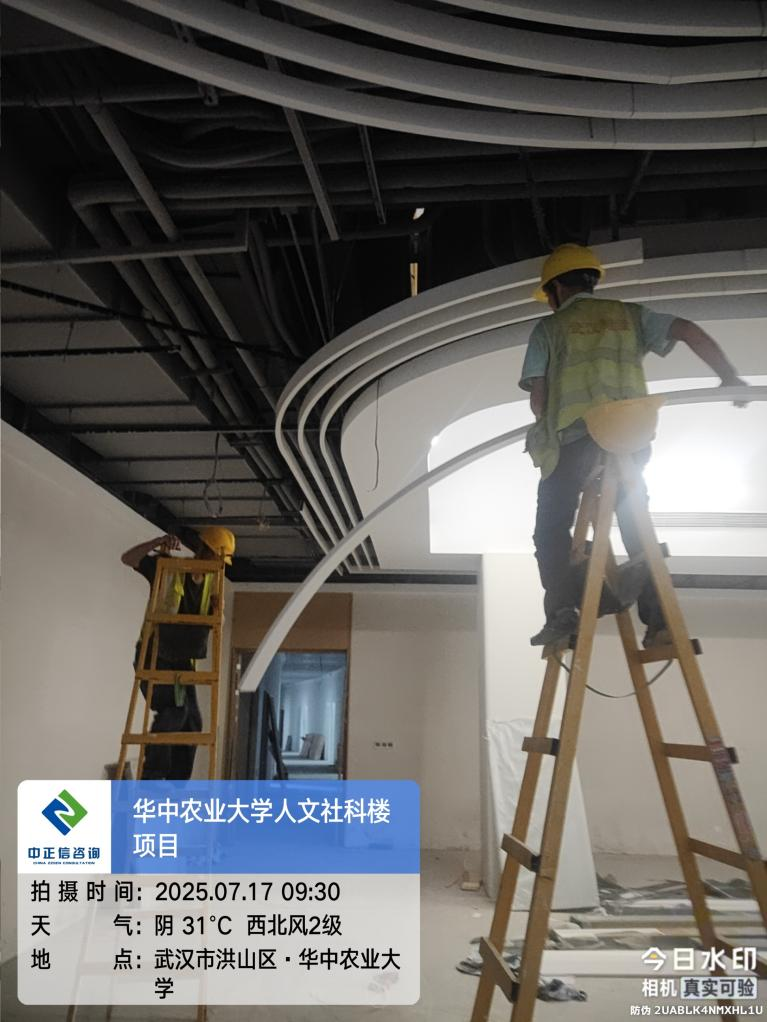 中正信咨询
CHINA ZZXIN CONSULTATION
华中农业大学人文社科楼
项目
拍摄时间：2025.07.17 09:30
天气：阴 31℃ 西北风2级
地点：武汉市洪山区·华中农业大
学
今日水印
相机 真实可验
防伪 2UABLK4NMXHL1U